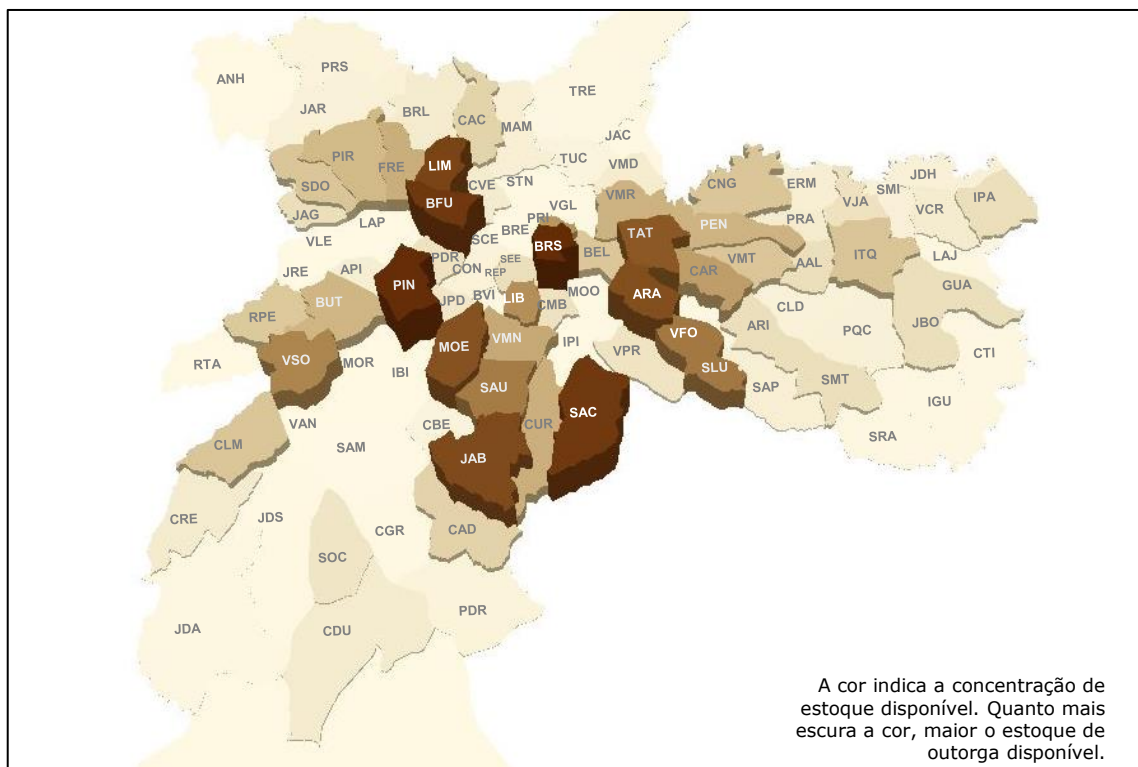 PRS
ANH
TRE
JAR
BRL
CAC
MAM
JAC
PIR
FRE
LIM
TUC
VMD
SDO
CVE
STN
CNG
ERM
SMI
JDH
VMR
VJA
IPA
BFU
VGL
VCR
JAG
LAP
PRI
PRA
PEN
VLE
SCE
BRE
BRS
TAT
BEL
SEE
PDR
CON
REP
VMT
AAL
ITQ
LAJ
JRE
API
CAR
PIN
GUA
ARA
MOO
BUT
JPD
BVI
LIB
CMB
CLD
RPE
ARI
PQC
JBO
VFO
VMN
IPI
MOE
VPR
CTI
VSO
MOR
RTA
IBI
SLU
SMT
SAU
SAP
IGU
SAC
CLM
VAN
CBE
CUR
SRA
SAM
JAB
CRE
JDS
CGR
CAD
SOC
PDR
JDA
CDU
A cor indica a concentração de
estoque disponível. Quanto mais
escura a cor, maior o estoque de
outorga disponível.